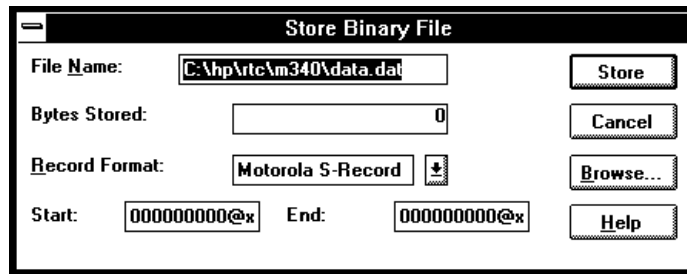 Store Binary File
File Name: C:\hp\rtc\m340\data.dat Store
Bytes Stored: 0 Cancel
Record Format: Motorola S-Record Browse...
Start: 000000000@x End: 000000000@x Help